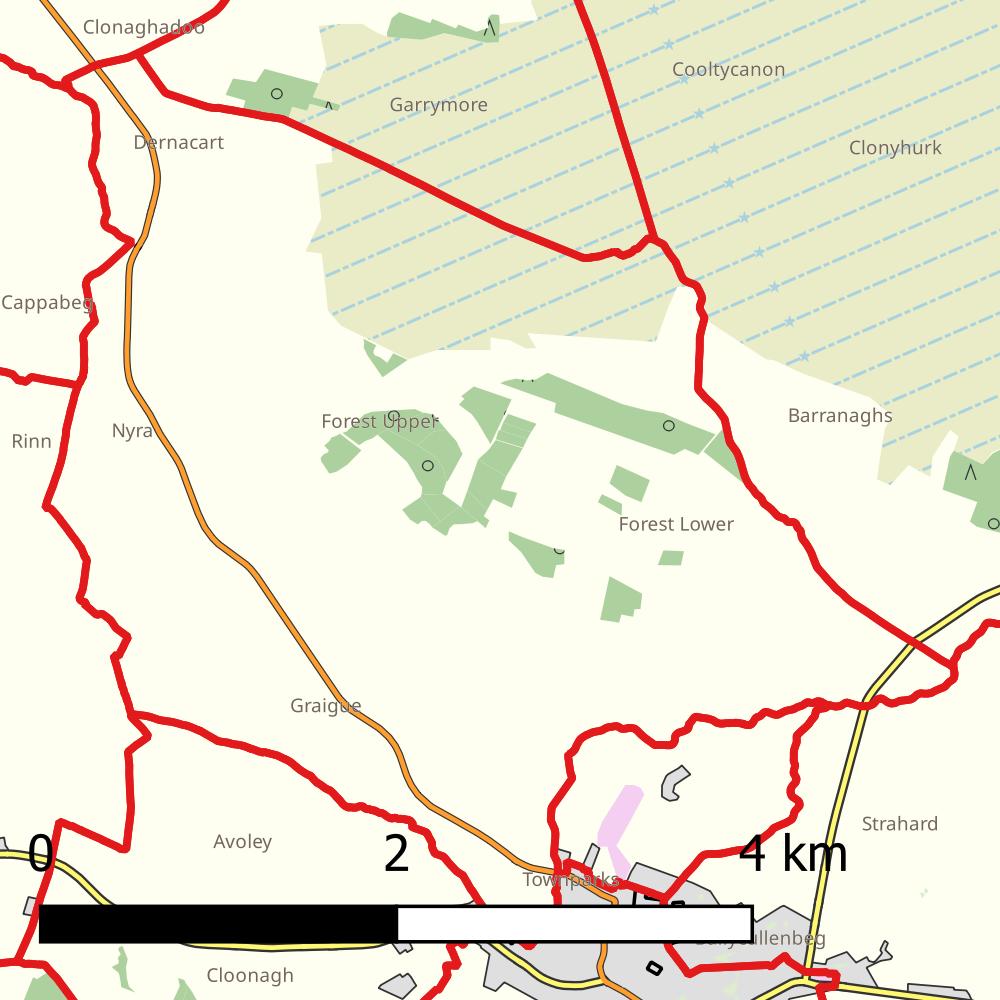 Clonaghadoo
Cooltycanon
Garrymore
Dernacart
Clonyhurk
Cappabeg
Barranaghs
Forest Upper
Nyra
Rinn
Forest Lower
Graigue
Strahard
Avoley
0 2 4 km
Townparks
Ballycullenbeg
Cloonagh